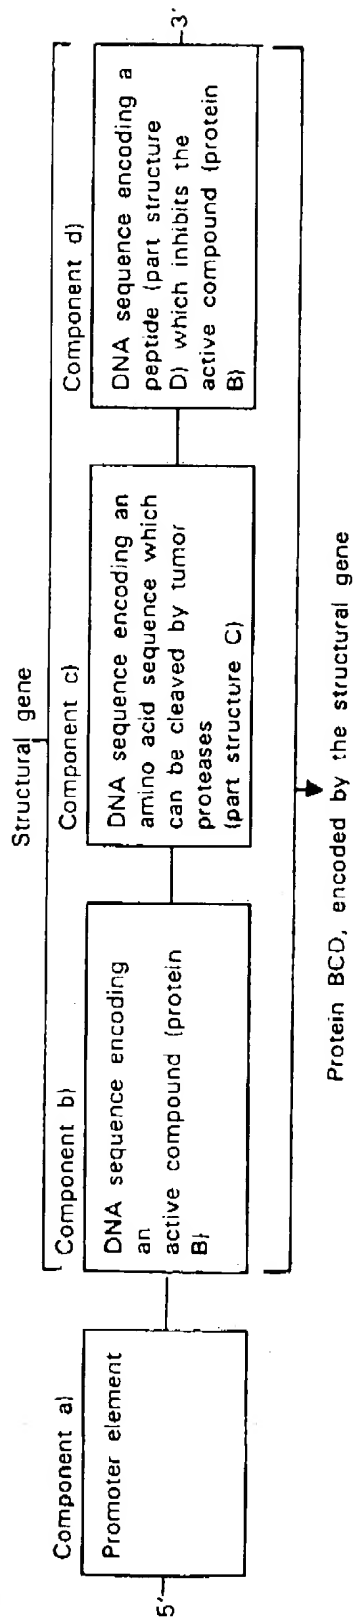 Structural gene
Component a)
Component b)
Component c)
Component d)
5'
Promoter element
DNA sequence encoding
an
active compound (protein
B)
DNA sequence encoding an
amino acid sequence which
can be cleaved by tumor
proteases
(part structure C)
DNA sequence encoding a
peptide (part structure
D) which inhibits the
active compound (protein
B)
3'
Protein BCD, encoded by the structural gene